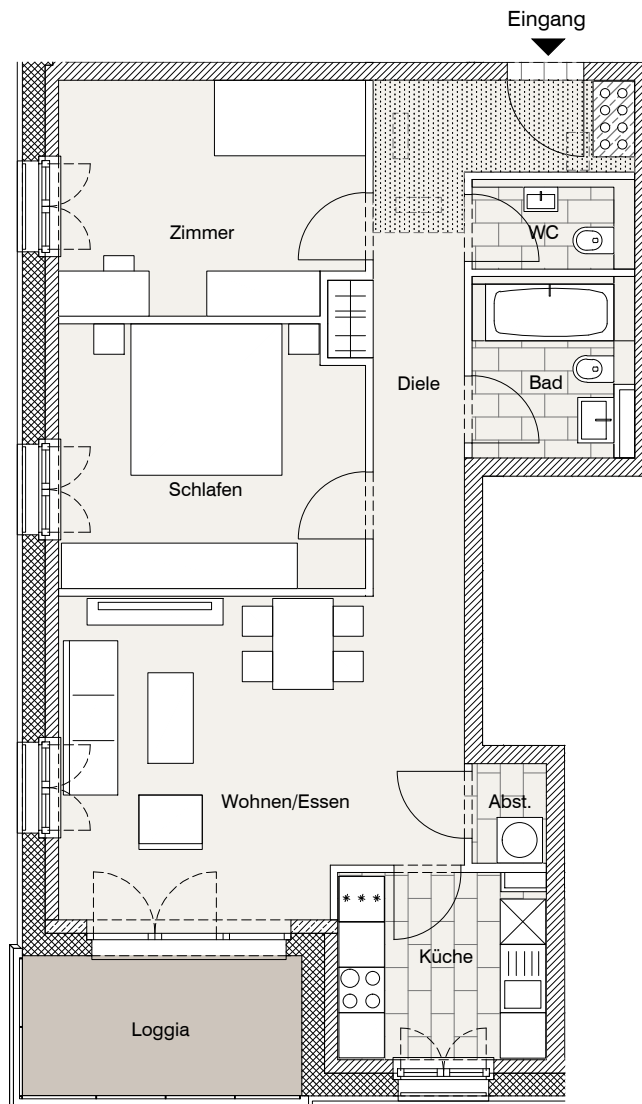 Eingang
Zimmer
WC
Diele
Bad
Schlafen
Wohnen/Essen
Abst.
Küche
Loggia